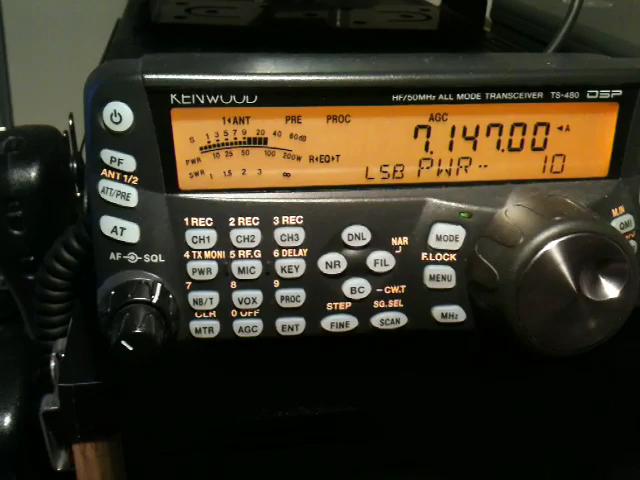 KENWOOD HF/50MHz ALL MODE TRANSCEIVER TS-480 DSP
1◄ANT PRE PROC AGC
S 1 3 5 7 9 20 40 60dB 7.147.00 ◄A
PWR 10 25 50 100 200W R◄EQ►T
SWR 1 1.5 2 3 ∞ LSB PWR-- 10
PF
ANT 1/2
ATT/PRE
AT
AF SQL
1 REC 2 REC 3 REC
CH1 CH2 CH3
4 TX MONI 5 RF.G 6 DELAY
PWR MIC KEY
7 8 9
NB/T VOX PROC
CLR 0 OFF
MTR AGC ENT
DNL
NAR
NR FIL
BC CW.T
STEP SG.SEL
FINE SCAN
MODE
F.LOCK
MENU
MHz
M.IN
QMI